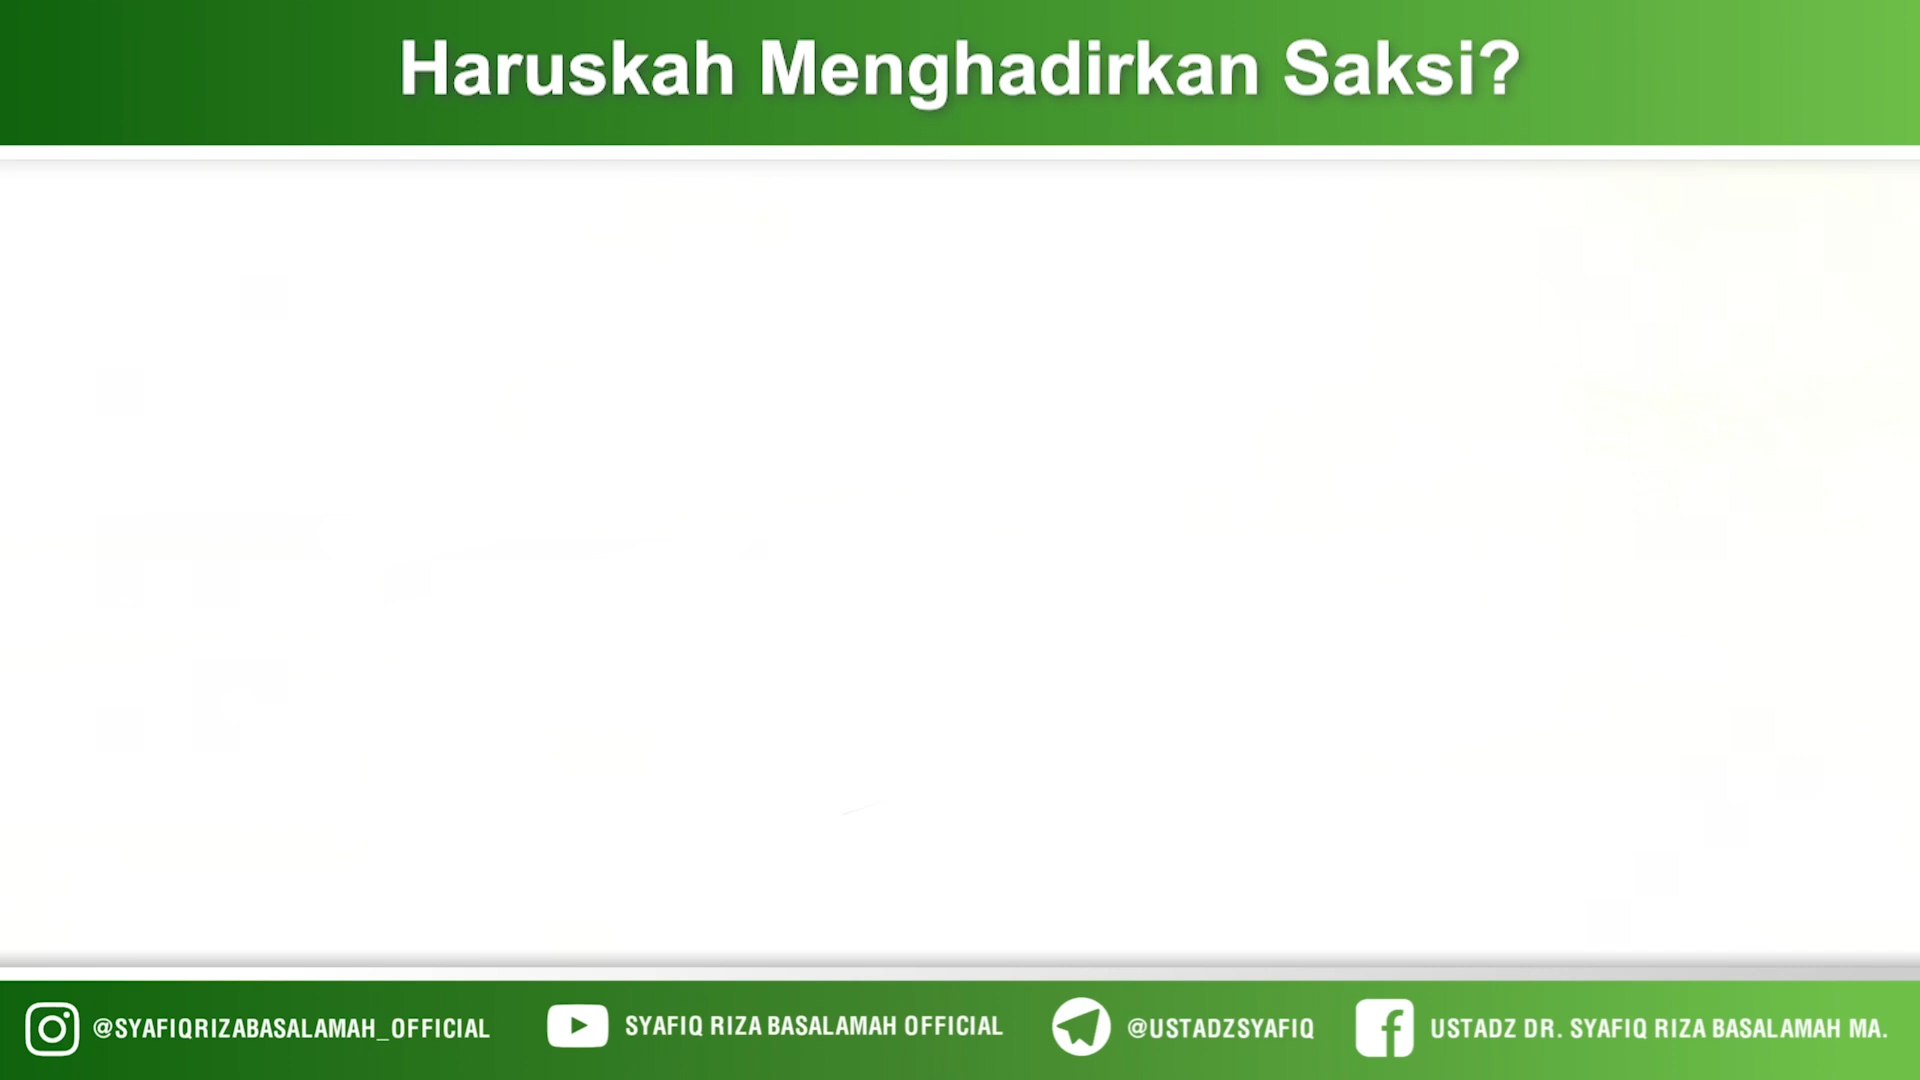 Haruskah Menghadirkan Saksi?
@SYAFIQRIZABASALAMAH_OFFICIAL
SYAFIQ RIZA BASALAMAH OFFICIAL
@USTADZSYAFIQ
USTADZ DR. SYAFIQ RIZA BASALAMAH MA.